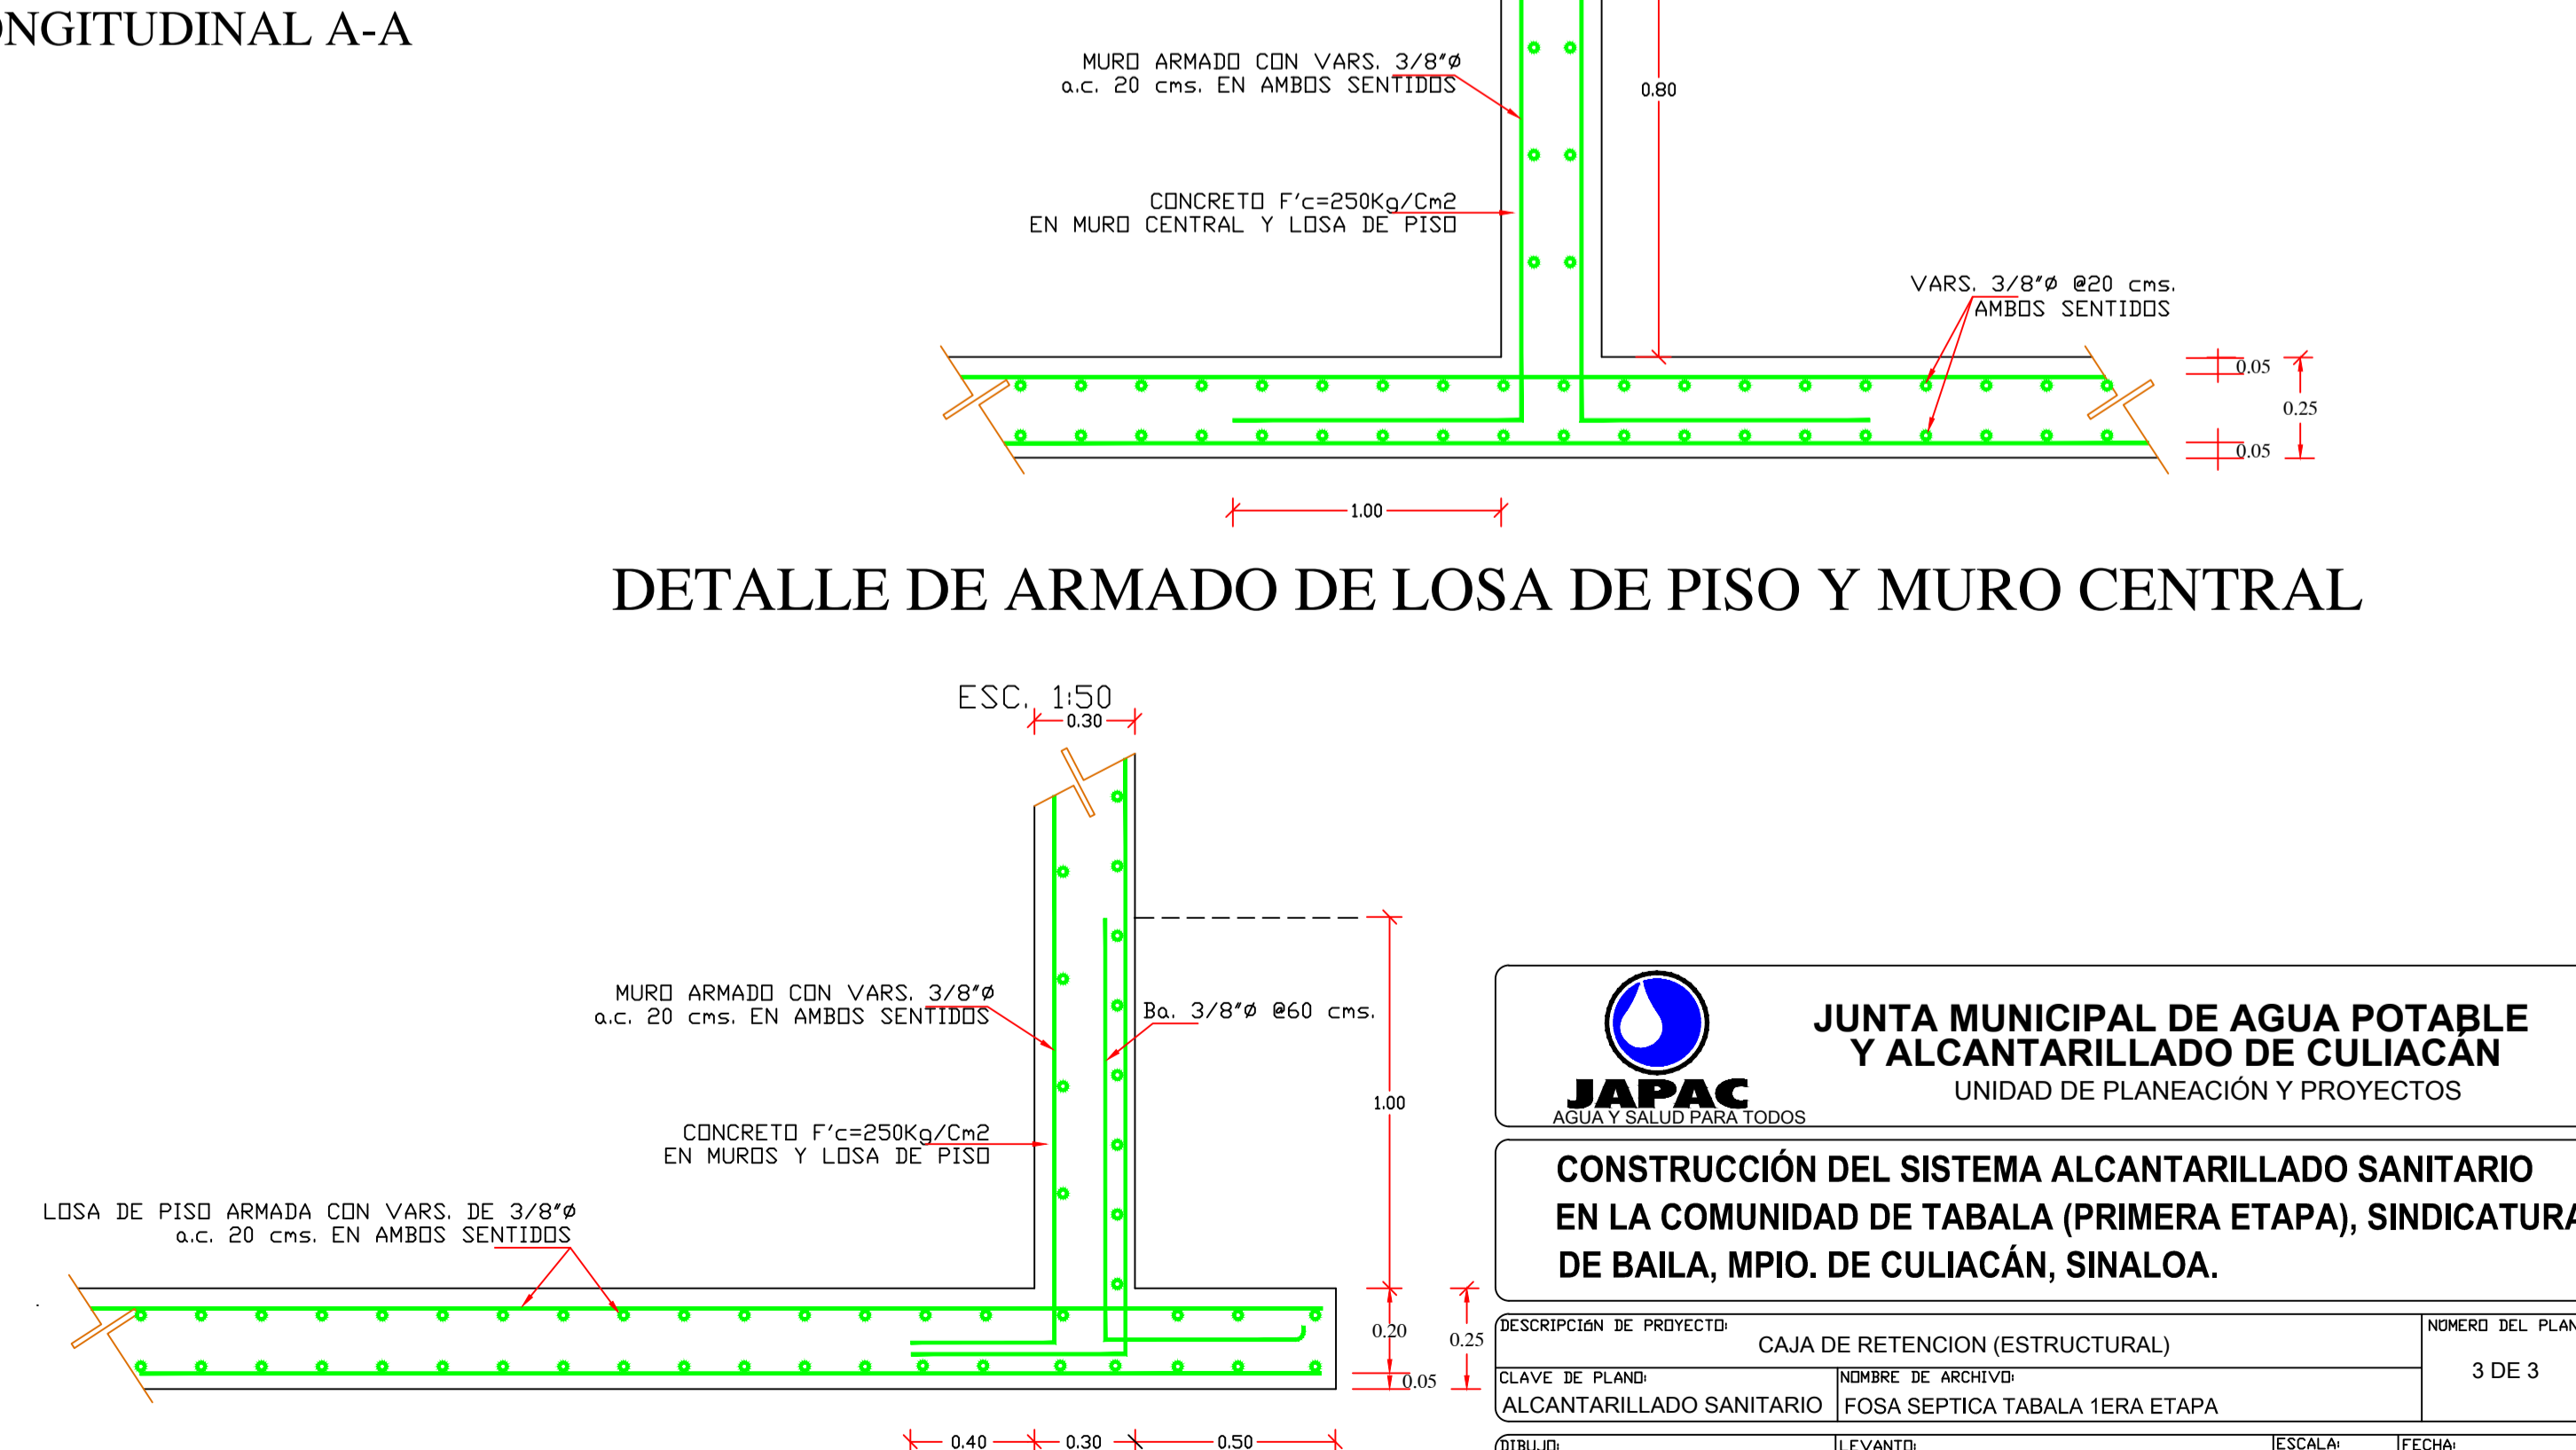 ONGITUDINAL A-A
MURO ARMADO CON VARS. 3/8"Ø
a.c. 20 cms. EN AMBOS SENTIDOS
0.80
CONCRETO F'c=250Kg/Cm2
EN MURO CENTRAL Y LOSA DE PISO
VARS. 3/8"Ø @20 cms.
AMBOS SENTIDOS
0.05
0.25
0.05
1.00
DETALLE DE ARMADO DE LOSA DE PISO Y MURO CENTRAL
ESC. 1:50
0.30
MURO ARMADO CON VARS. 3/8"Ø
a.c. 20 cms. EN AMBOS SENTIDOS
Ba. 3/8"Ø @60 cms.
1.00
CONCRETO F'c=250Kg/Cm2
EN MUROS Y LOSA DE PISO
LOSA DE PISO ARMADA CON VARS. DE 3/8"Ø
a.c. 20 cms. EN AMBOS SENTIDOS
0.20
0.25
0.05
0.40
0.30
0.50
JAPAC
AGUA Y SALUD PARA TODOS
JUNTA MUNICIPAL DE AGUA POTABLE
Y ALCANTARILLADO DE CULIACÁN
UNIDAD DE PLANEACIÓN Y PROYECTOS
CONSTRUCCIÓN DEL SISTEMA ALCANTARILLADO SANITARIO
EN LA COMUNIDAD DE TABALA (PRIMERA ETAPA), SINDICATURA
DE BAILA, MPIO. DE CULIACÁN, SINALOA.
DESCRIPCIóN DE PROYECTO:
CAJA DE RETENCION (ESTRUCTURAL)
NÚMERO DEL PLAN
3 DE 3
CLAVE DE PLANO:
ALCANTARILLADO SANITARIO
NOMBRE DE ARCHIVO:
FOSA SEPTICA TABALA 1ERA ETAPA
DIBUJO:
LEVANTO:
ESCALA:
FECHA: